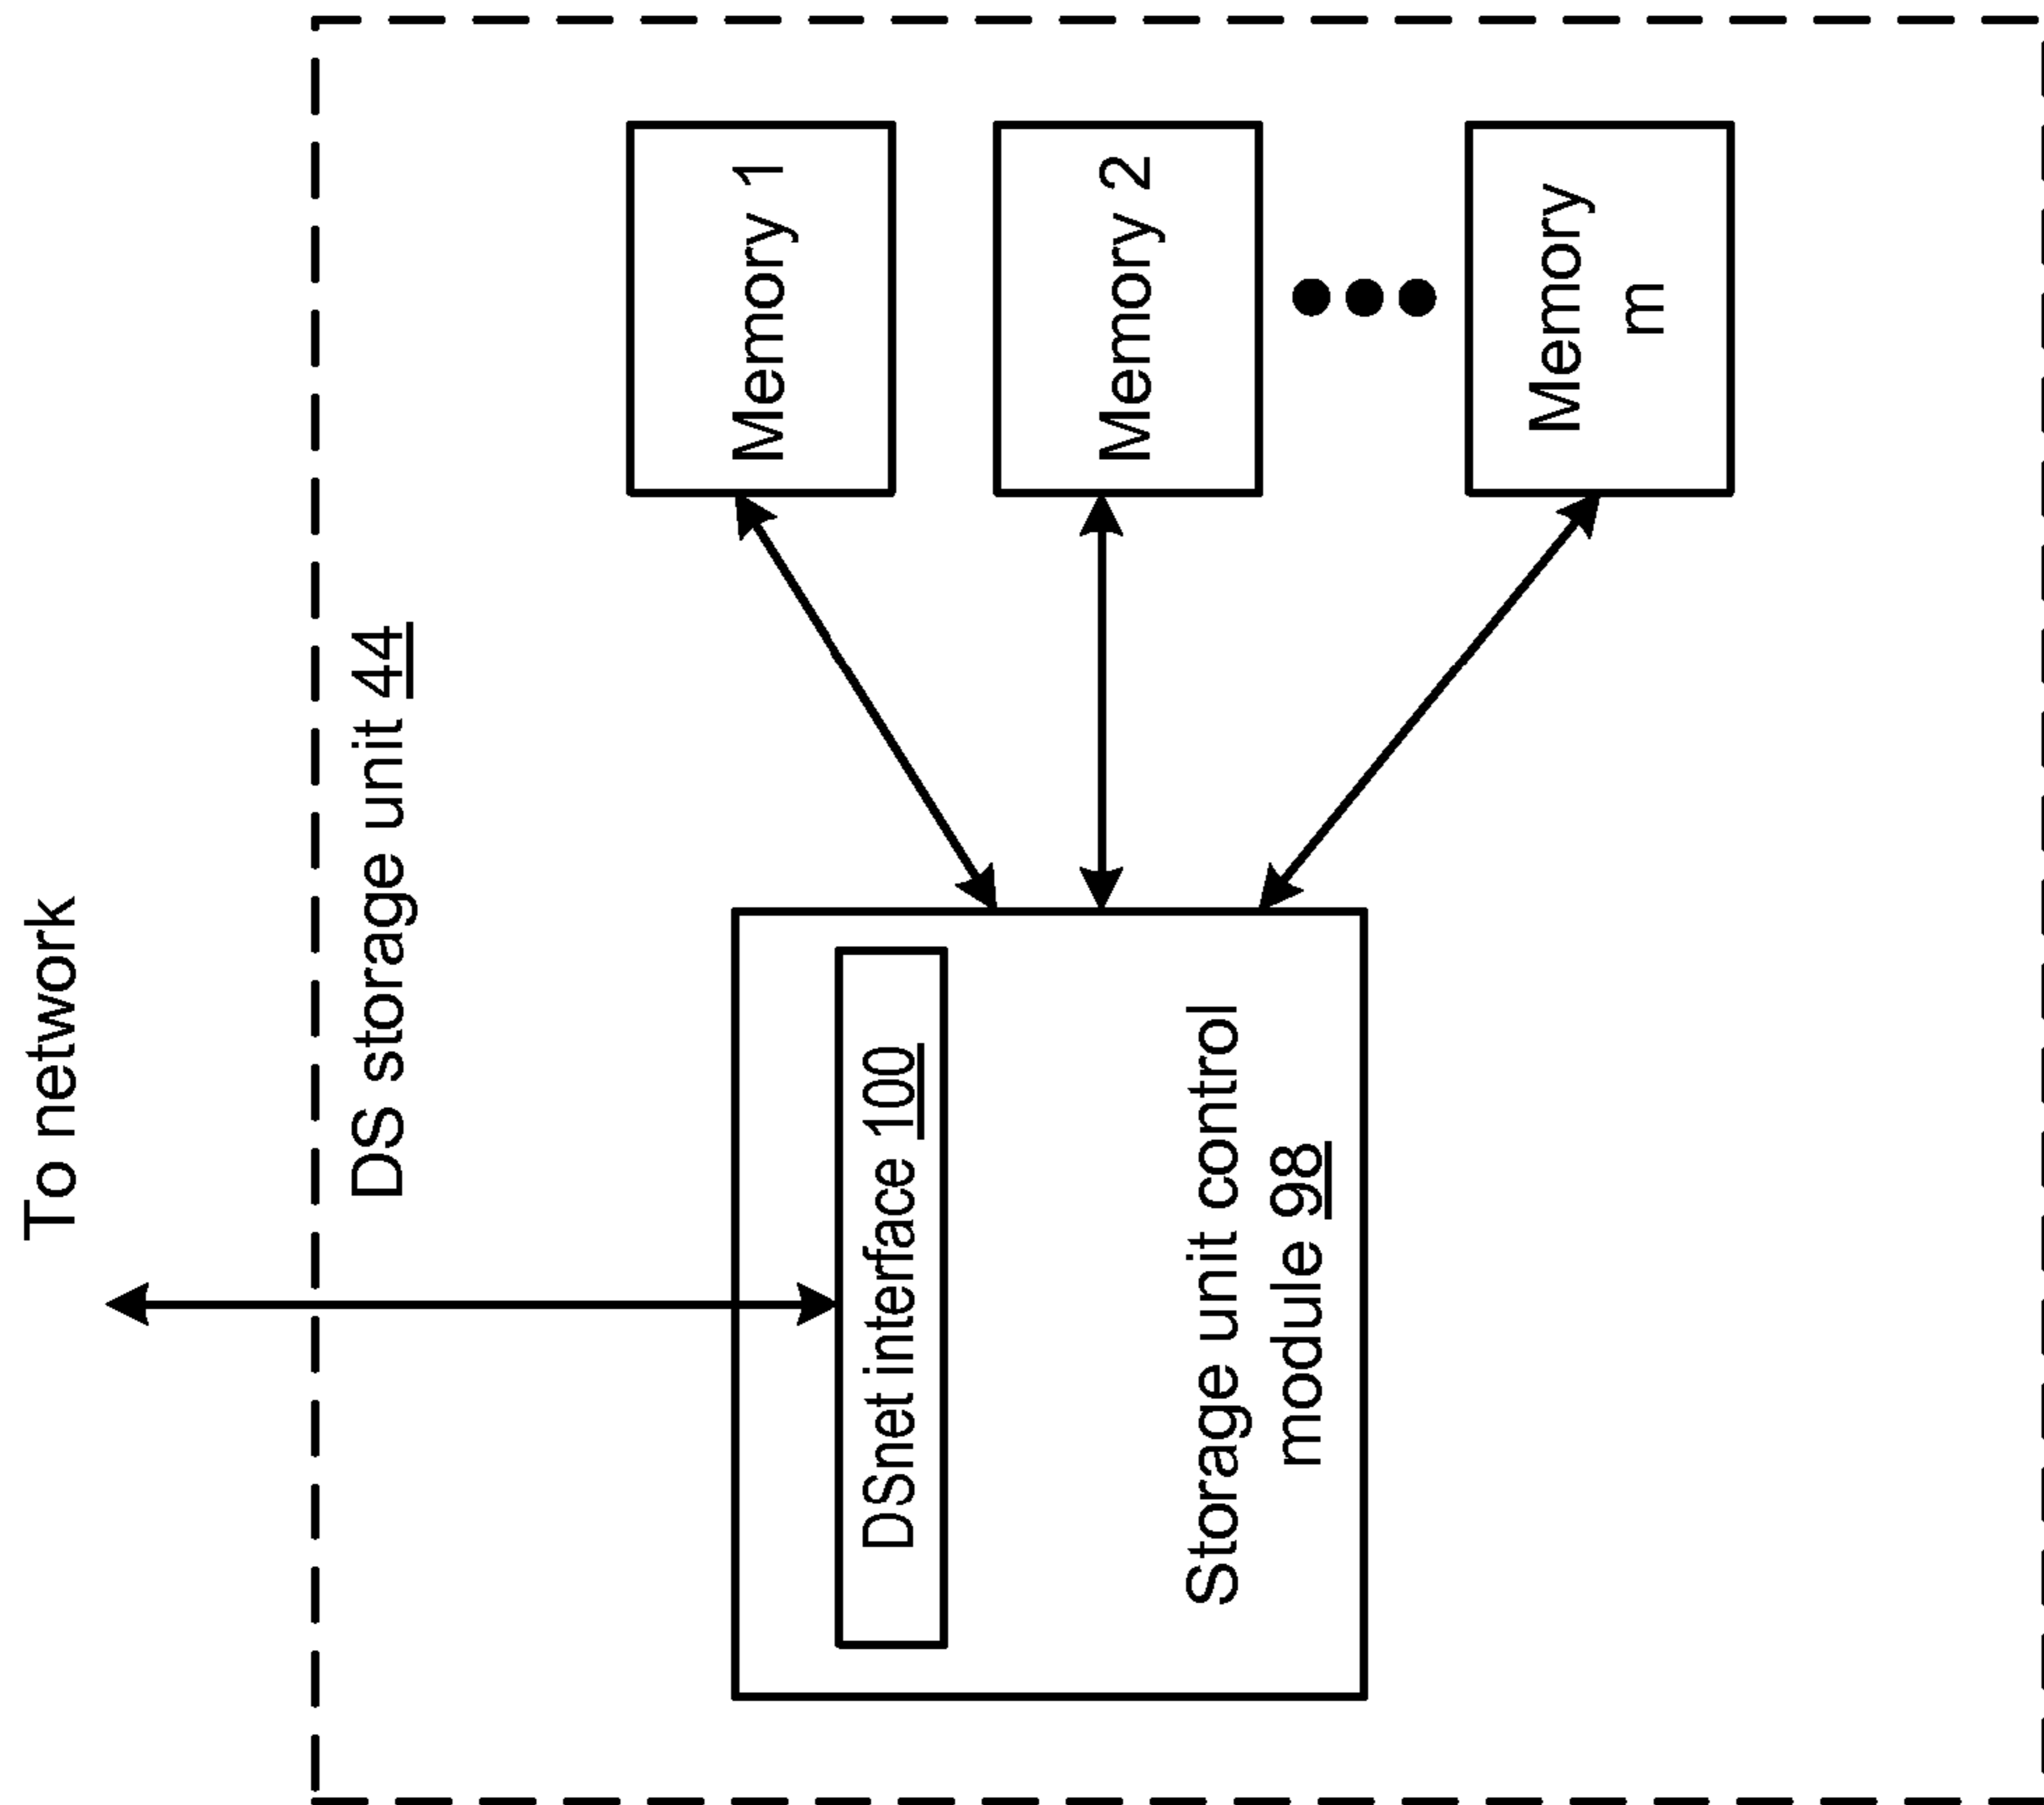 To network
DS storage unit 44
DSnet interface 100
Storage unit control
module 98
Memory 1
Memory 2
Memory
m